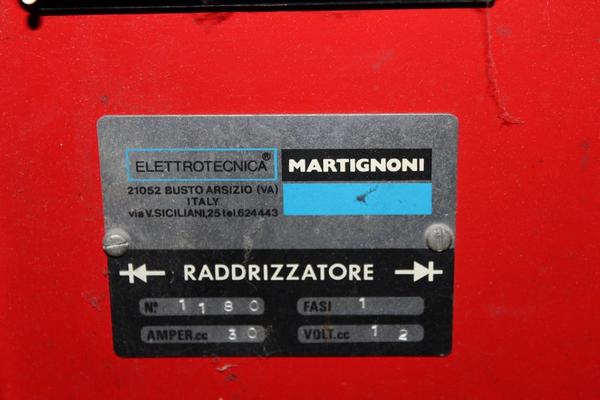 ELETTROTECNICA® MARTIGNONI
21052 BUSTO ARSIZIO (VA)
ITALY
via V. SICILIANI, 25 tel. 624443
RADDRIZZATORE
N° 1180 FASI 1
AMPER.cc 30 VOLT.cc 12